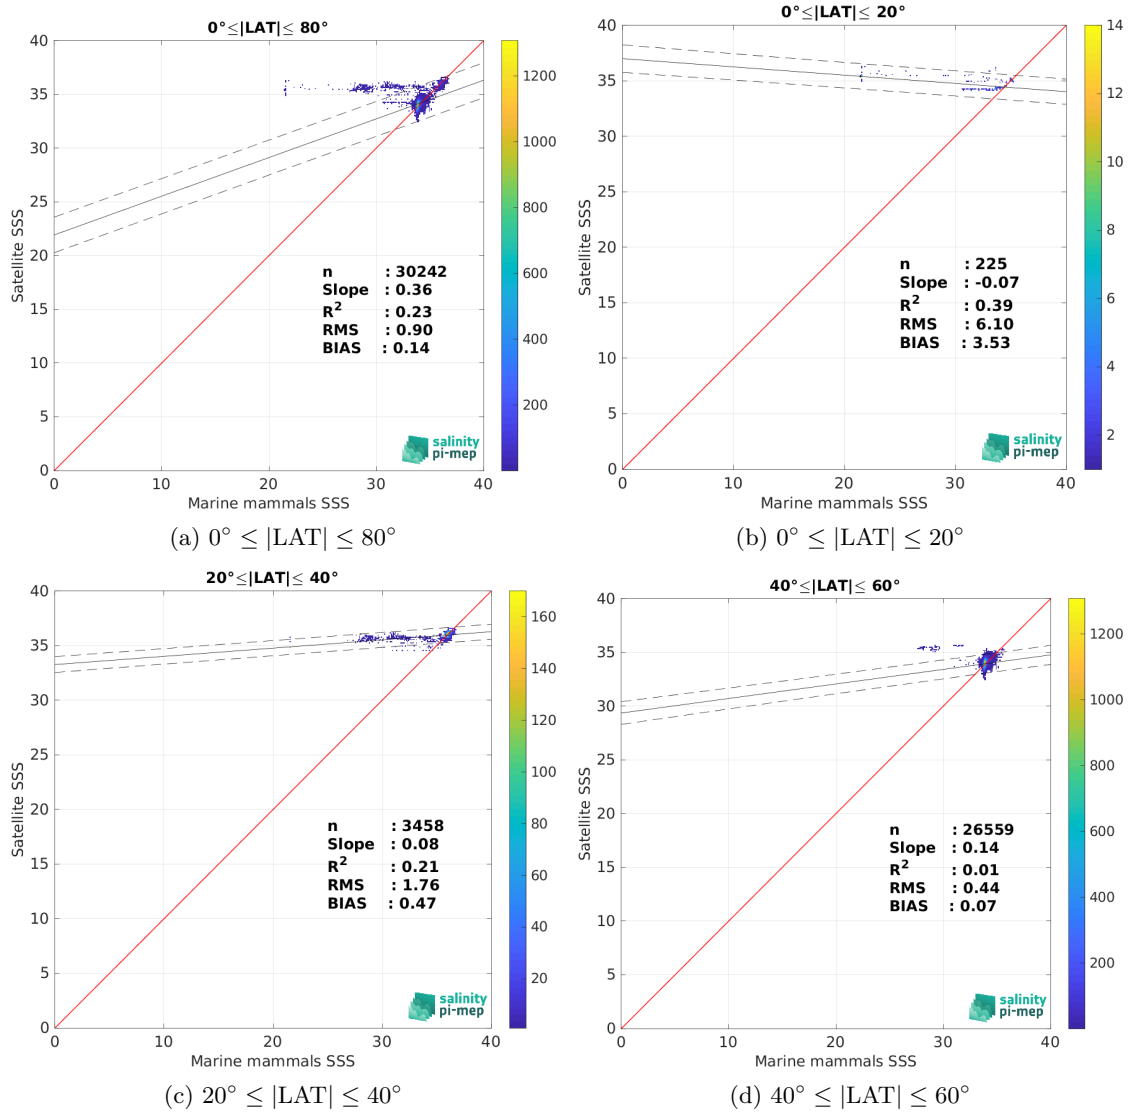 0°≤|LAT|≤ 80°
40
35
30
25
20
15
10
5
0
Satellite SSS
0
10
20
30
40
Marine mammals SSS
1200
1000
800
600
400
200
n : 30242
Slope : 0.36
R² : 0.23
RMS : 0.90
BIAS : 0.14
salinity
pi-mep
(a) 0° ≤ |LAT| ≤ 80°
0°≤|LAT|≤ 20°
40
35
30
25
20
15
10
5
0
Satellite SSS
0
10
20
30
40
Marine mammals SSS
14
12
10
8
6
4
2
n : 225
Slope : -0.07
R² : 0.39
RMS : 6.10
BIAS : 3.53
salinity
pi-mep
(b) 0° ≤ |LAT| ≤ 20°
20°≤|LAT|≤ 40°
40
35
30
25
20
15
10
5
0
Satellite SSS
0
10
20
30
40
Marine mammals SSS
160
140
120
100
80
60
40
20
n : 3458
Slope : 0.08
R² : 0.21
RMS : 1.76
BIAS : 0.47
salinity
pi-mep
(c) 20° ≤ |LAT| ≤ 40°
40°≤|LAT|≤ 60°
40
35
30
25
20
15
10
5
0
Satellite SSS
0
10
20
30
40
Marine mammals SSS
1200
1000
800
600
400
200
n : 26559
Slope : 0.14
R² : 0.01
RMS : 0.44
BIAS : 0.07
salinity
pi-mep
(d) 40° ≤ |LAT| ≤ 60°